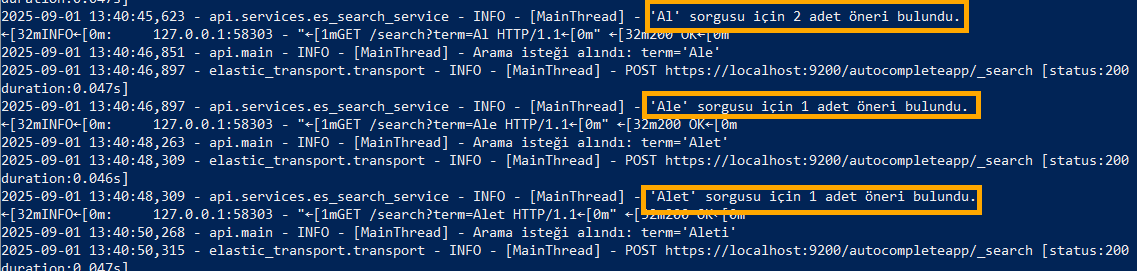 duration:0.047s]
2025-09-01 13:40:45,623 - api.services.es_search_service - INFO - [MainThread] - 'Al' sorgusu için 2 adet öneri bulundu.
←[32mINFO←[0m:     127.0.0.1:58303 - "←[1mGET /search?term=Al HTTP/1.1←[0m" ←[32m200 OK←[0m
2025-09-01 13:40:46,851 - api.main - INFO - [MainThread] - Arama isteği alındı: term='Ale'
2025-09-01 13:40:46,897 - elastic_transport.transport - INFO - [MainThread] - POST https://localhost:9200/autocompleteapp/_search [status:200
duration:0.047s]
2025-09-01 13:40:46,897 - api.services.es_search_service - INFO - [MainThread] - 'Ale' sorgusu için 1 adet öneri bulundu.
←[32mINFO←[0m:     127.0.0.1:58303 - "←[1mGET /search?term=Ale HTTP/1.1←[0m" ←[32m200 OK←[0m
2025-09-01 13:40:48,263 - api.main - INFO - [MainThread] - Arama isteği alındı: term='Alet'
2025-09-01 13:40:48,309 - elastic_transport.transport - INFO - [MainThread] - POST https://localhost:9200/autocompleteapp/_search [status:200
duration:0.046s]
2025-09-01 13:40:48,309 - api.services.es_search_service - INFO - [MainThread] - 'Alet' sorgusu için 1 adet öneri bulundu.
←[32mINFO←[0m:     127.0.0.1:58303 - "←[1mGET /search?term=Alet HTTP/1.1←[0m" ←[32m200 OK←[0m
2025-09-01 13:40:50,268 - api.main - INFO - [MainThread] - Arama isteği alındı: term='Aleti'
2025-09-01 13:40:50,315 - elastic_transport.transport - INFO - [MainThread] - POST https://localhost:9200/autocompleteapp/_search [status:200
duration:0.047s]